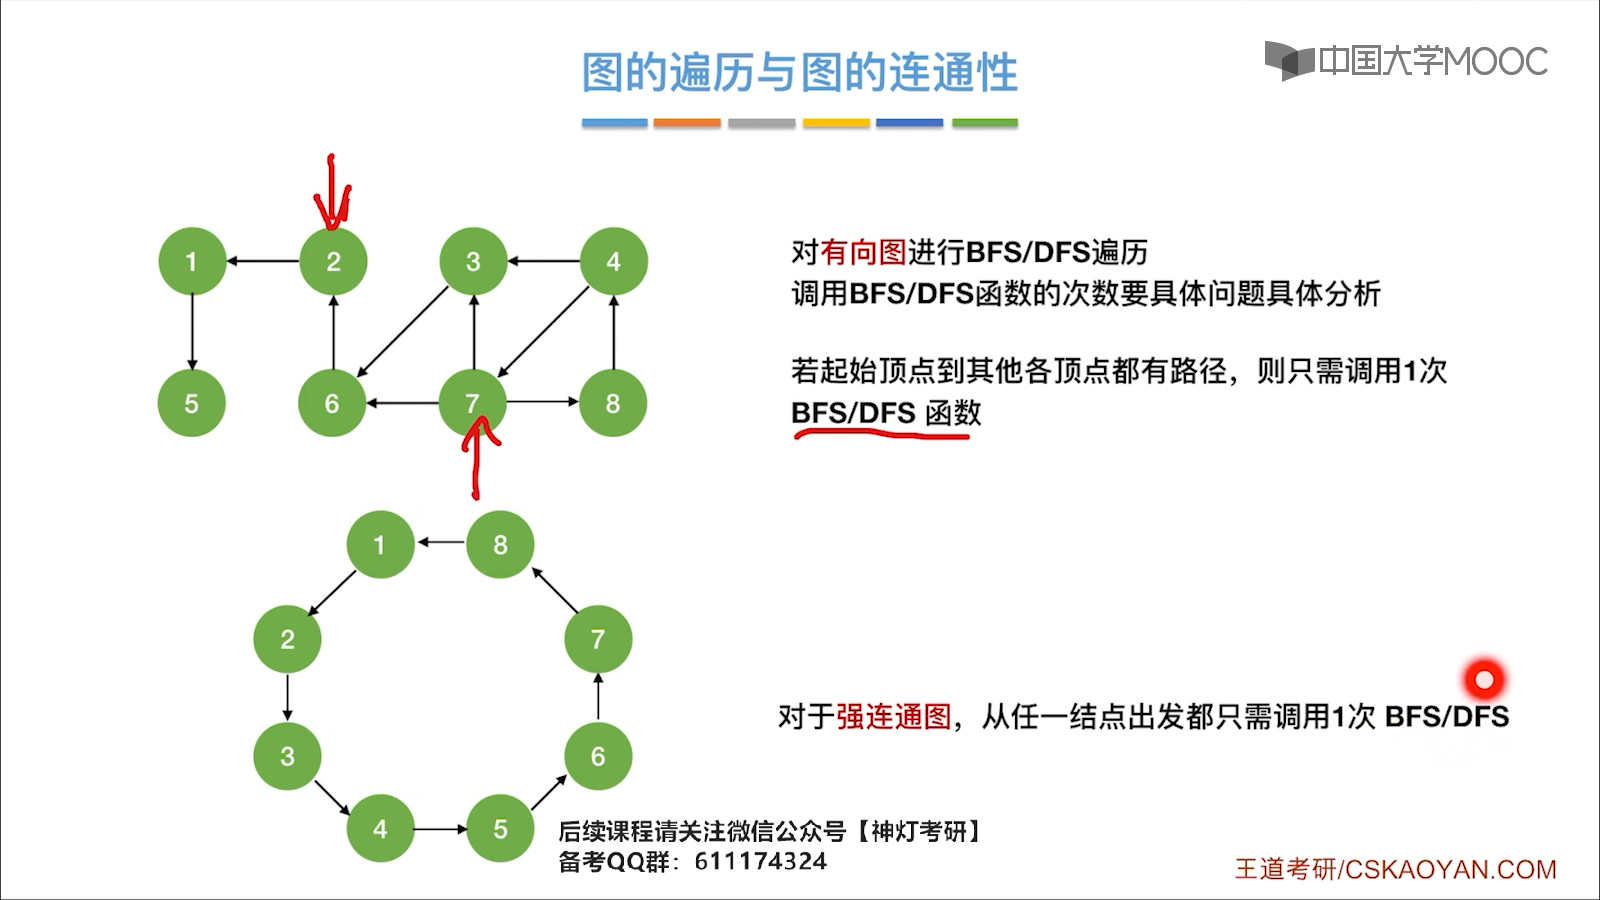 图的遍历与图的连通性
中国大学MOOC
1 2 3 4
对有向图进行BFS/DFS遍历
调用BFS/DFS函数的次数要具体问题具体分析
若起始顶点到其他各顶点都有路径，则只需调用1次
BFS/DFS 函数
5 6 7 8
1 8
2 7
3 6
4 5
对于强连通图，从任一结点出发都只需调用1次 BFS/DFS
后续课程请关注微信公众号【神灯考研】
备考QQ群：611174324
王道考研/CSKAOYAN.COM